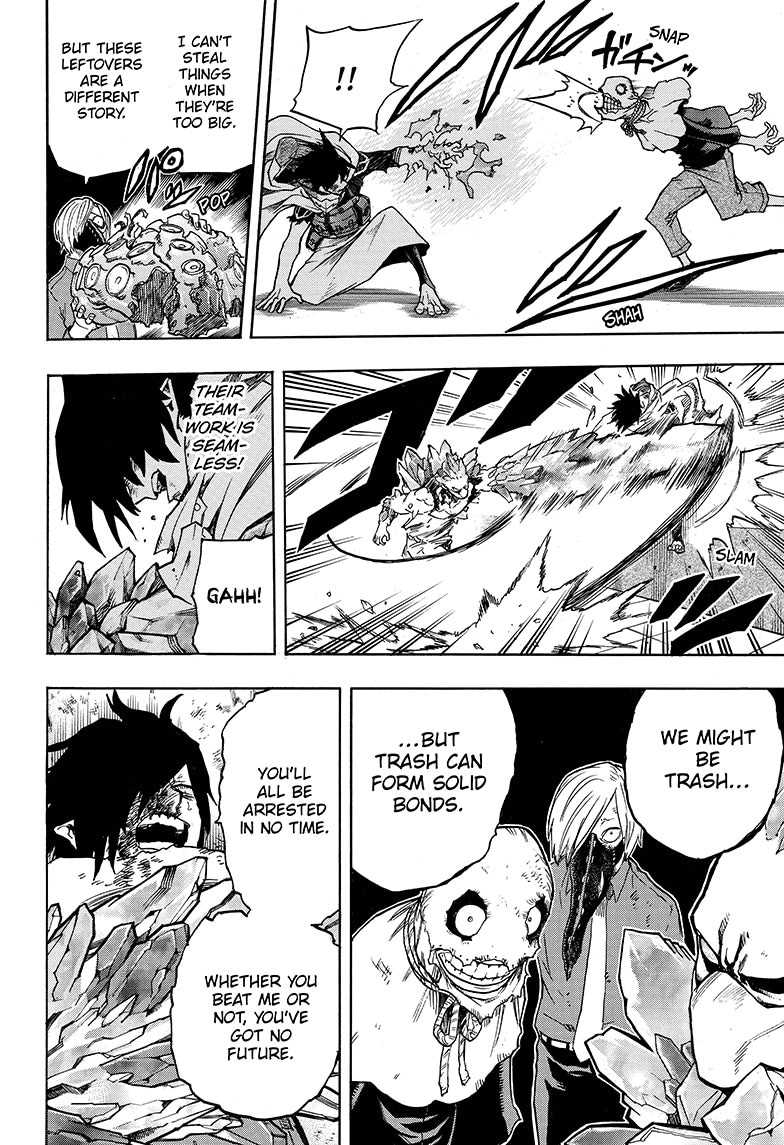 SNAP
ガチンッ
!!
SHAH
I CAN'T
STEAL
THINGS
WHEN
THEY'RE
TOO BIG.
BUT THESE
LEFTOVERS
ARE A
DIFFERENT
STORY.
POP
SLAM
THEIR
TEAM-
WORK IS
SEAM-
LESS!
GAHH!
WE MIGHT
BE
TRASH...
...BUT
TRASH CAN
FORM SOLID
BONDS.
YOU'LL
ALL BE
ARRESTED
IN NO TIME.
WHETHER YOU
BEAT ME OR
NOT, YOU'VE
GOT NO
FUTURE.